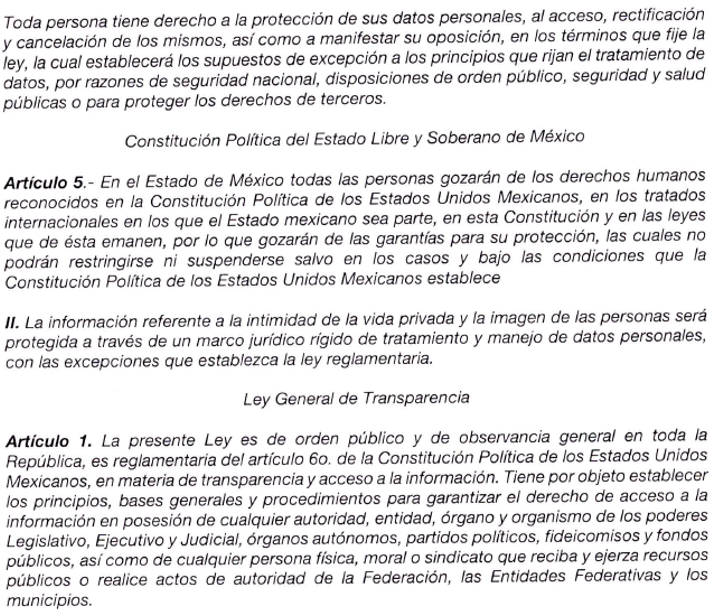 Toda persona tiene derecho a la protección de sus datos personales, al acceso, rectificación
y cancelación de los mismos, así como a manifestar su oposición, en los términos que fije la
ley, la cual establecerá los supuestos de excepción a los principios que rijan el tratamiento de
datos, por razones de seguridad nacional, disposiciones de orden público, seguridad y salud
públicas o para proteger los derechos de terceros.
Constitución Política del Estado Libre y Soberano de México
Artículo 5.- En el Estado de México todas las personas gozarán de los derechos humanos
reconocidos en la Constitución Política de los Estados Unidos Mexicanos, en los tratados
internacionales en los que el Estado mexicano sea parte, en esta Constitución y en las leyes
que de ésta emanen, por lo que gozarán de las garantías para su protección, las cuales no
podrán restringirse ni suspenderse salvo en los casos y bajo las condiciones que la
Constitución Política de los Estados Unidos Mexicanos establece
II. La información referente a la intimidad de la vida privada y la imagen de las personas será
protegida a través de un marco jurídico rígido de tratamiento y manejo de datos personales,
con las excepciones que establezca la ley reglamentaria.
Ley General de Transparencia
Artículo 1. La presente Ley es de orden público y de observancia general en toda la
República, es reglamentaria del artículo 6o. de la Constitución Política de los Estados Unidos
Mexicanos, en materia de transparencia y acceso a la información. Tiene por objeto establecer
los principios, bases generales y procedimientos para garantizar el derecho de acceso a la
información en posesión de cualquier autoridad, entidad, órgano y organismo de los poderes
Legislativo, Ejecutivo y Judicial, órganos autónomos, partidos políticos, fideicomisos y fondos
públicos, así como de cualquier persona física, moral o sindicato que reciba y ejerza recursos
públicos o realice actos de autoridad de la Federación, las Entidades Federativas y los
municipios.